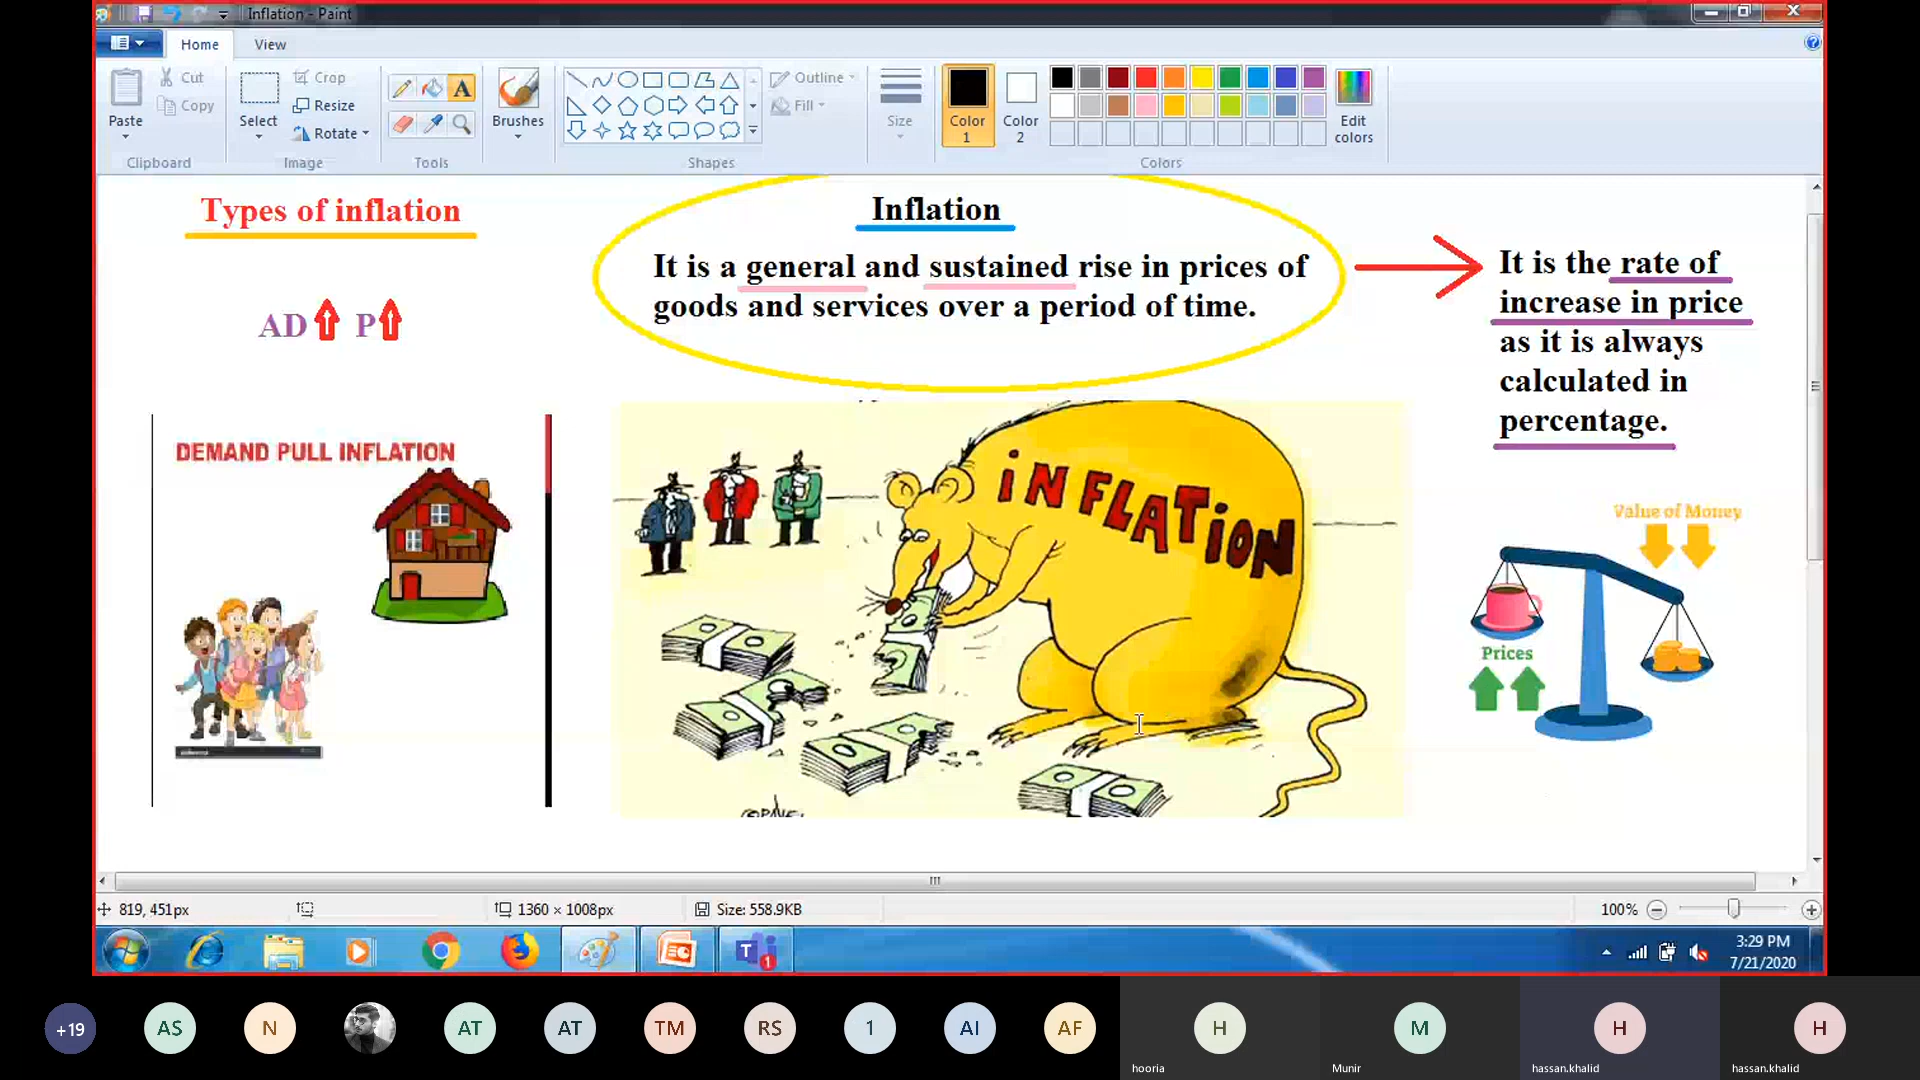 Inflation - Paint
Home
View
Paste
Cut
Copy
Clipboard
Select
Crop
Resize
Rotate
Image
A
Tools
Brushes
Outline
Fill
Shapes
Size
Color
1
Color
2
Edit
colors
Colors
Types of inflation
AD P
DEMAND PULL INFLATION
Inflation
It is a general and sustained rise in prices of
goods and services over a period of time.
It is the rate of
increase in price
as it is always
calculated in
percentage.
iNFLATiON
Value of Money
Prices
819, 451px
1360 × 1008px
Size: 558.9KB
100%
3:29 PM
7/21/2020
+19
AS
N
AT
AT
TM
RS
1
AI
AF
H
hooria
M
Munir
H
hassan.khalid
H
hassan.khalid